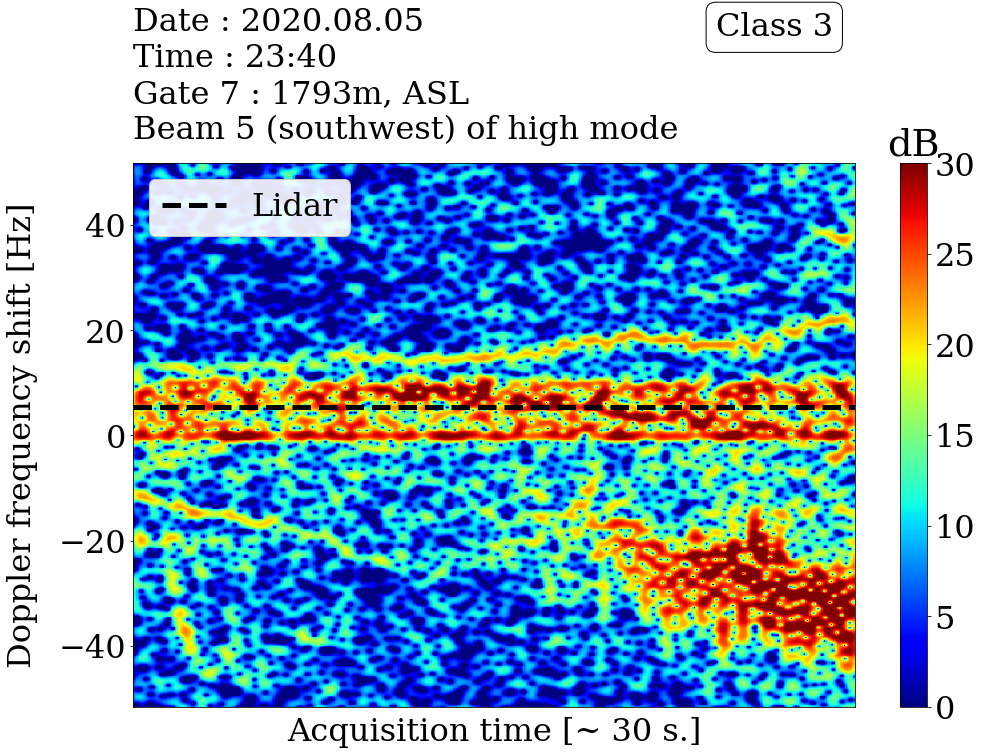 Date : 2020.08.05
Time : 23:40
Gate 7 : 1793m, ASL
Beam 5 (southwest) of high mode
Class 3
dB
Lidar
Doppler frequency shift [Hz]
40
20
0
−20
−40
30
25
20
15
10
5
0
Acquisition time [~ 30 s.]